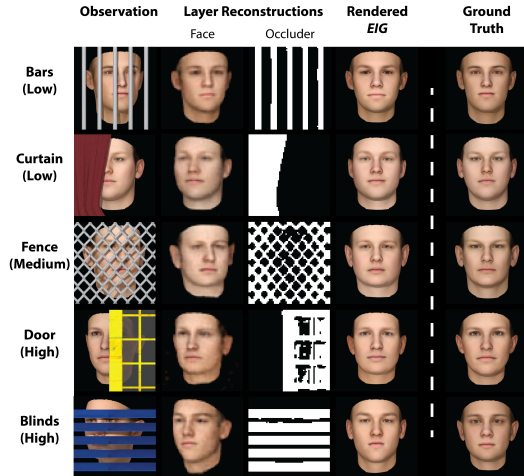 Observation
Layer Reconstructions
Rendered
EIG
Ground
Truth
Face
Occluder
Bars
(Low)
Curtain
(Low)
Fence
(Medium)
Door
(High)
Blinds
(High)